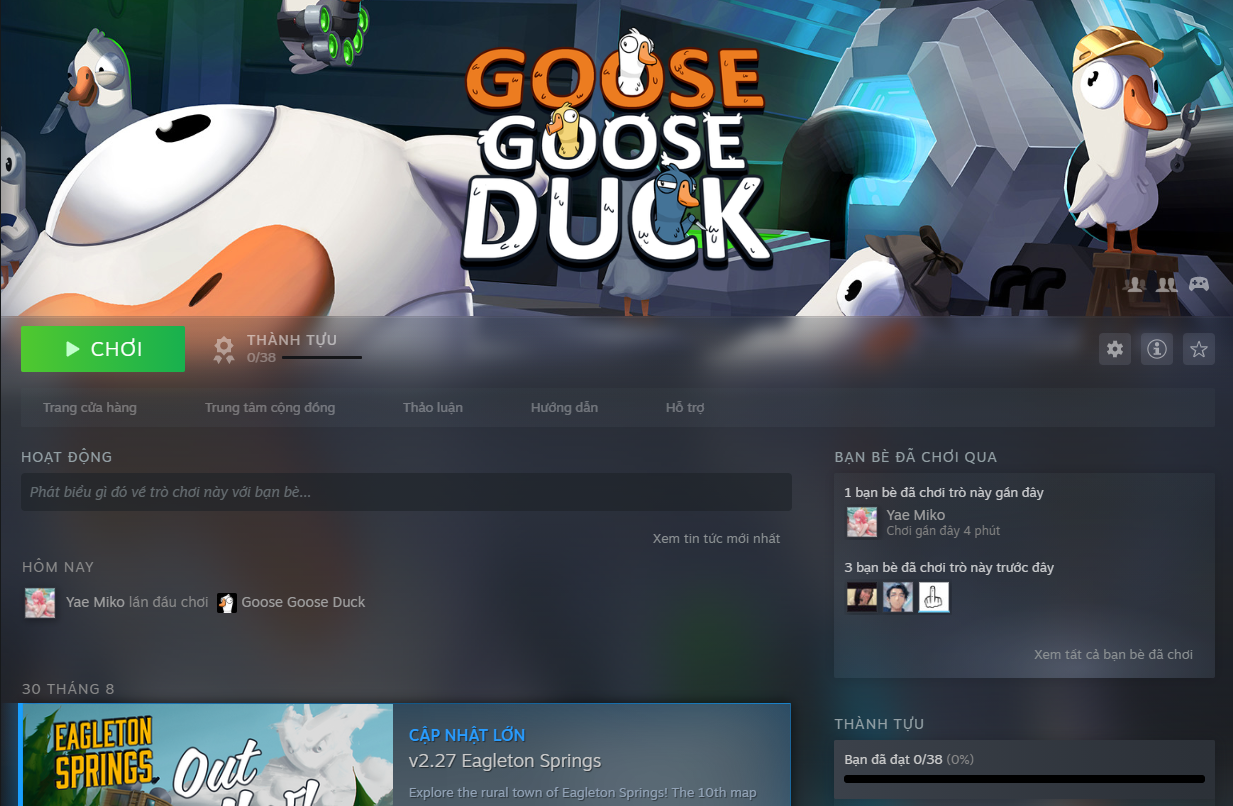 GOOSE
GOOSE
DUCK
CHƠI
THÀNH TỰU
0/38
Trang cửa hàng
Trung tâm cộng đồng
Thảo luận
Hướng dẫn
Hỗ trợ
HOẠT ĐỘNG
Phát biểu gì đó về trò chơi này với bạn bè...
Xem tin tức mới nhất
HÔM NAY
Yae Miko lần đầu chơi Goose Goose Duck
30 THÁNG 8
EAGLETON
SPRINGS
Out
CẬP NHẬT LỚN
v2.27 Eagleton Springs
Explore the rural town of Eagleton Springs! The 10th map
BẠN BÈ ĐÃ CHƠI QUA
1 bạn bè đã chơi trò này gần đây
Yae Miko
Chơi gần đây 4 phút
3 bạn bè đã chơi trò này trước đây
Xem tất cả bạn bè đã chơi
THÀNH TỰU
Bạn đã đạt 0/38 (0%)